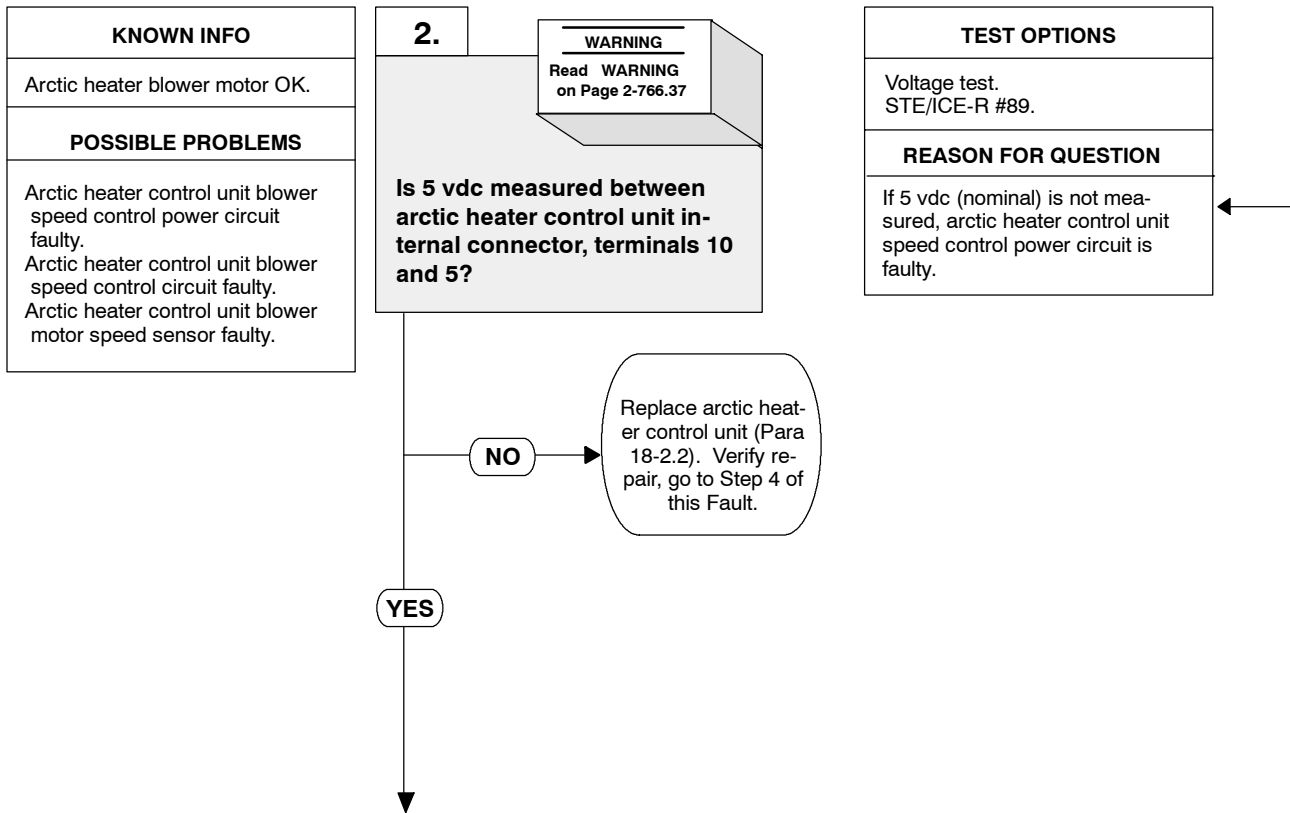 KNOWN INFO
Arctic heater blower motor OK.
POSSIBLE PROBLEMS
Arctic heater control unit blower
speed control power circuit
faulty.
Arctic heater control unit blower
speed control circuit faulty.
Arctic heater control unit blower
motor speed sensor faulty.
2.
WARNING
Read WARNING
on Page 2-766.37
Is 5 vdc measured between
arctic heater control unit in-
ternal connector, terminals 10
and 5?
TEST OPTIONS
Voltage test.
STE/ICE-R #89.
REASON FOR QUESTION
If 5 vdc (nominal) is not mea-
sured, arctic heater control unit
speed control power circuit is
faulty.
NO
Replace arctic heat-
er control unit (Para
18-2.2). Verify re-
pair, go to Step 4 of
this Fault.
YES